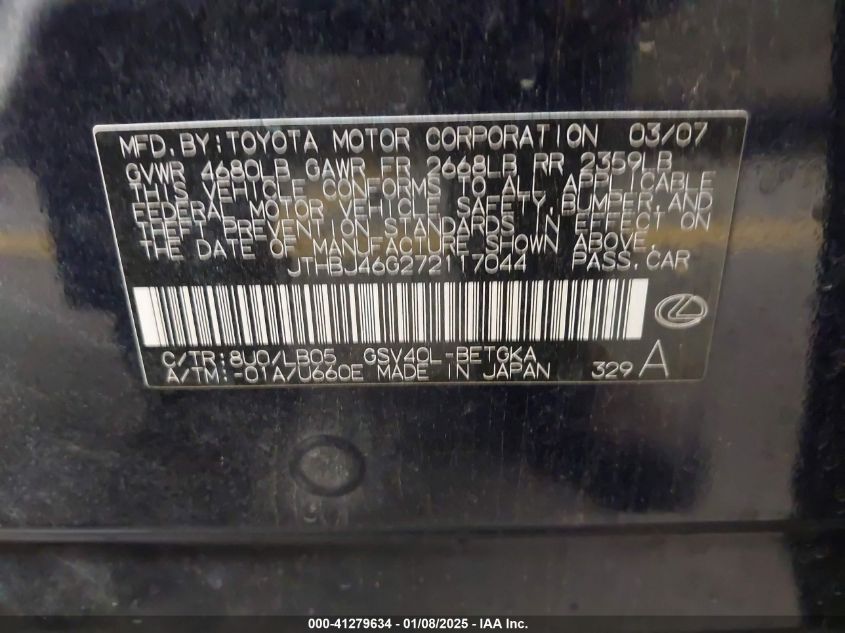 MFD. BY: TOYOTA MOTOR CORPORATION 03/07
GVWR 4680LB GAWR FR 2668LB RR 2359LB
THIS VEHICLE CONFORMS TO ALL APPLICABLE
FEDERAL MOTOR VEHICLE SAFETY, BUMPER, AND
THEFT PREVENTION STANDARDS IN EFFECT ON
THE DATE OF MANUFACTURE SHOWN ABOVE.
JTHBJ46G2721T7044 PASS. CAR
C/TR: 8U0/LB05 GSV40L-BETGKA
A/TM: -01A/U660E MADE IN JAPAN 329 A
000-41279634 - 01/08/2025 - IAA Inc.